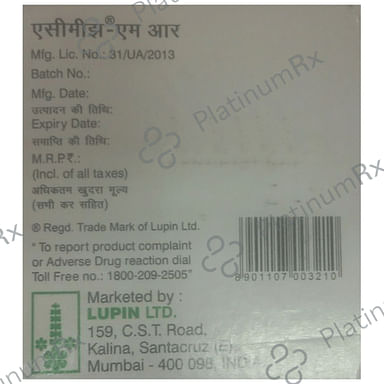 एसीमीझ®-एम आर
Mfg. Lic. No.: 31/UA/2013
Batch No.:
Mfg. Date:
उत्पादन की तिथि:
Expiry Date:
समाप्ति की तिथि:
M.R.P.₹.:
(Incl. of all taxes)
अधिकतम खुदरा मूल्य
(सभी कर सहित)
® Regd. Trade Mark of Lupin Ltd.
"To report product complaint
or Adverse Drug reaction dial
Toll Free no.: 1800-209-2505"
8901107003210
Marketed by :
LUPIN LTD.
159, C.S.T. Road,
Kalina, Santacruz (E),
Mumbai - 400 098, INDIA
PlatinumRx
PlatinumRx
PlatinumRx